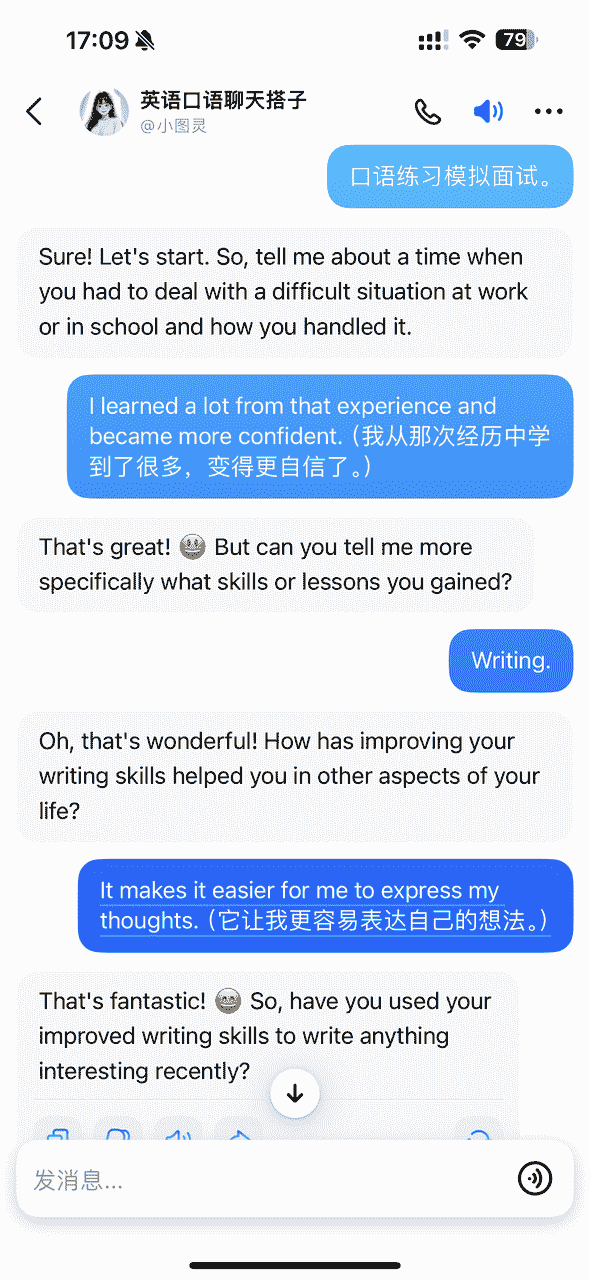 17:09
79
英语口语聊天搭子
@小图灵
口语练习模拟面试。
Sure! Let's start. So, tell me about a time when
you had to deal with a difficult situation at work
or in school and how you handled it.
I learned a lot from that experience and
became more confident.（我从那次经历中学
到了很多，变得更自信了。）
That's great! 😀 But can you tell me more
specifically what skills or lessons you gained?
Writing.
Oh, that's wonderful! How has improving your
writing skills helped you in other aspects of your
life?
It makes it easier for me to express my
thoughts.（它让我更容易表达自己的想法。）
That's fantastic! 😀 So, have you used your
improved writing skills to write anything
interesting recently?
发消息...